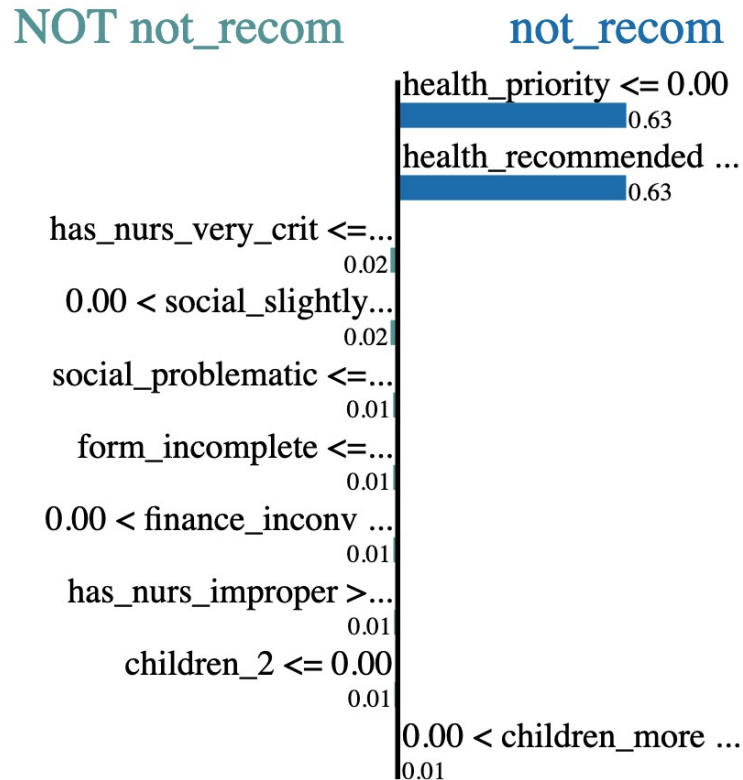 NOT not_recom not_recom
health_priority <= 0.00
0.63
health_recommended ...
0.63
has_nurs_very_crit <=...
0.02
0.00 < social_slightly...
0.02
social_problematic <=...
0.01
form_incomplete <=...
0.01
0.00 < finance_inconv ...
0.01
has_nurs_improper >...
0.01
children_2 <= 0.00
0.01
0.00 < children_more ...
0.01